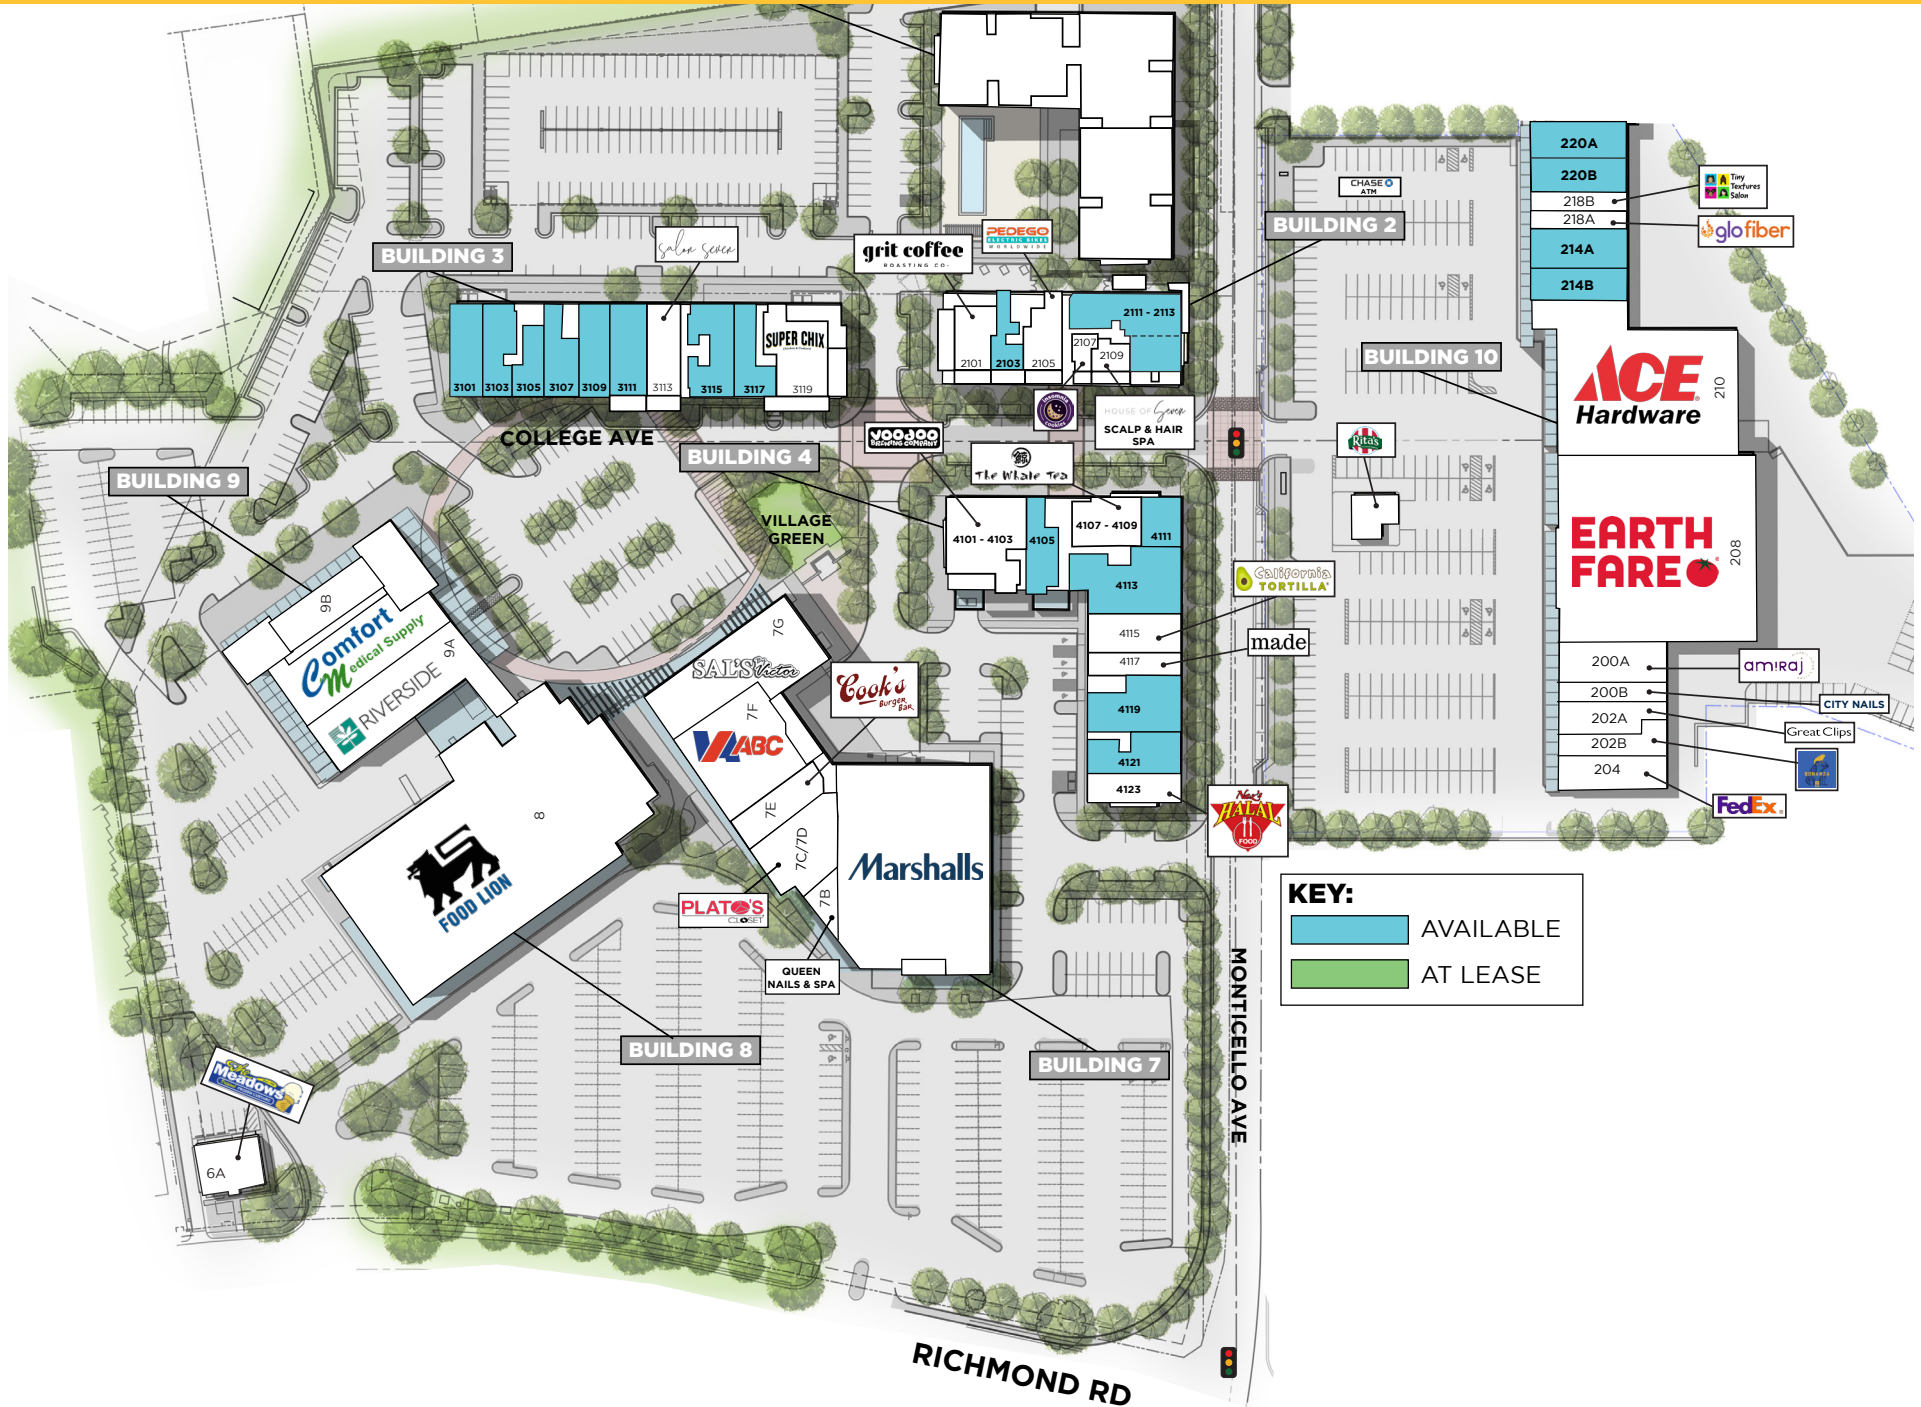 220A
220B
218B
218A
214A
214B
Tiny
Textures
Salon
glofiber
CHASE
ATM
BUILDING 2
BUILDING 3
salon seven
grit coffee
ROASTING CO.
PEDEGO
ELECTRIC BIKES
WORLDWIDE
SUPER CHIX
3101
3103
3105
3107
3109
3111
3113
3115
3117
3119
2101
2103
2105
2107
2109
2111 - 2113
BUILDING 10
ACE
Hardware
210
insomnia
cookies
HOUSE OF Seven
SCALP & HAIR
SPA
COLLEGE AVE
VOODOO
BREWING COMPANY
BUILDING 4
The Whale Tea
Rita's
BUILDING 9
VILLAGE
GREEN
4101 - 4103
4105
4107 - 4109
4111
4113
4115
4117
4119
4121
4123
EARTH
FARE
208
California
TORTILLA
made
9B
Comfort
Medical Supply
9A
RIVERSIDE
7G
SAL'S by Victor
7F
ABC
Cook's
Burger
Bar
7E
7C/7D
7B
Marshalls
200A
200B
202A
202B
204
am!raj
CITY NAILS
Great Clips
FedEx
Naz's
HALAL
FOOD
8
FOOD LION
PLATO'S
CLOSET
QUEEN
NAILS & SPA
KEY:
AVAILABLE
AT LEASE
MONTICELLO AVE
BUILDING 8
BUILDING 7
The
Meadows
6A
RICHMOND RD